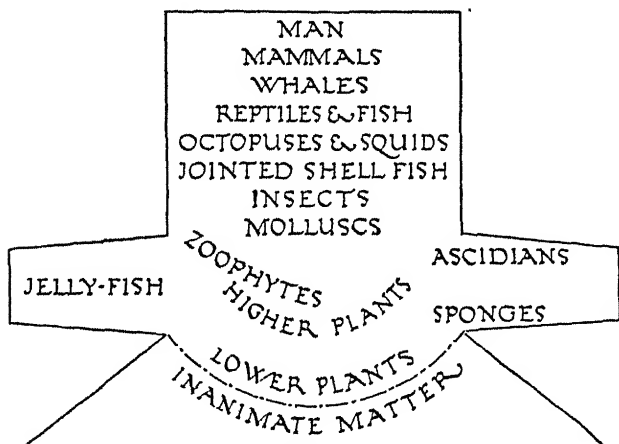 MAN
MAMMALS
WHALES
REPTILES & FISH
OCTOPUSES & SQUIDS
JOINTED SHELL FISH
INSECTS
MOLLUSCS
ZOOPHYTES
ASCIDIANS
JELLY-FISH
HIGHER PLANTS
SPONGES
LOWER PLANTS
INANIMATE MATTER